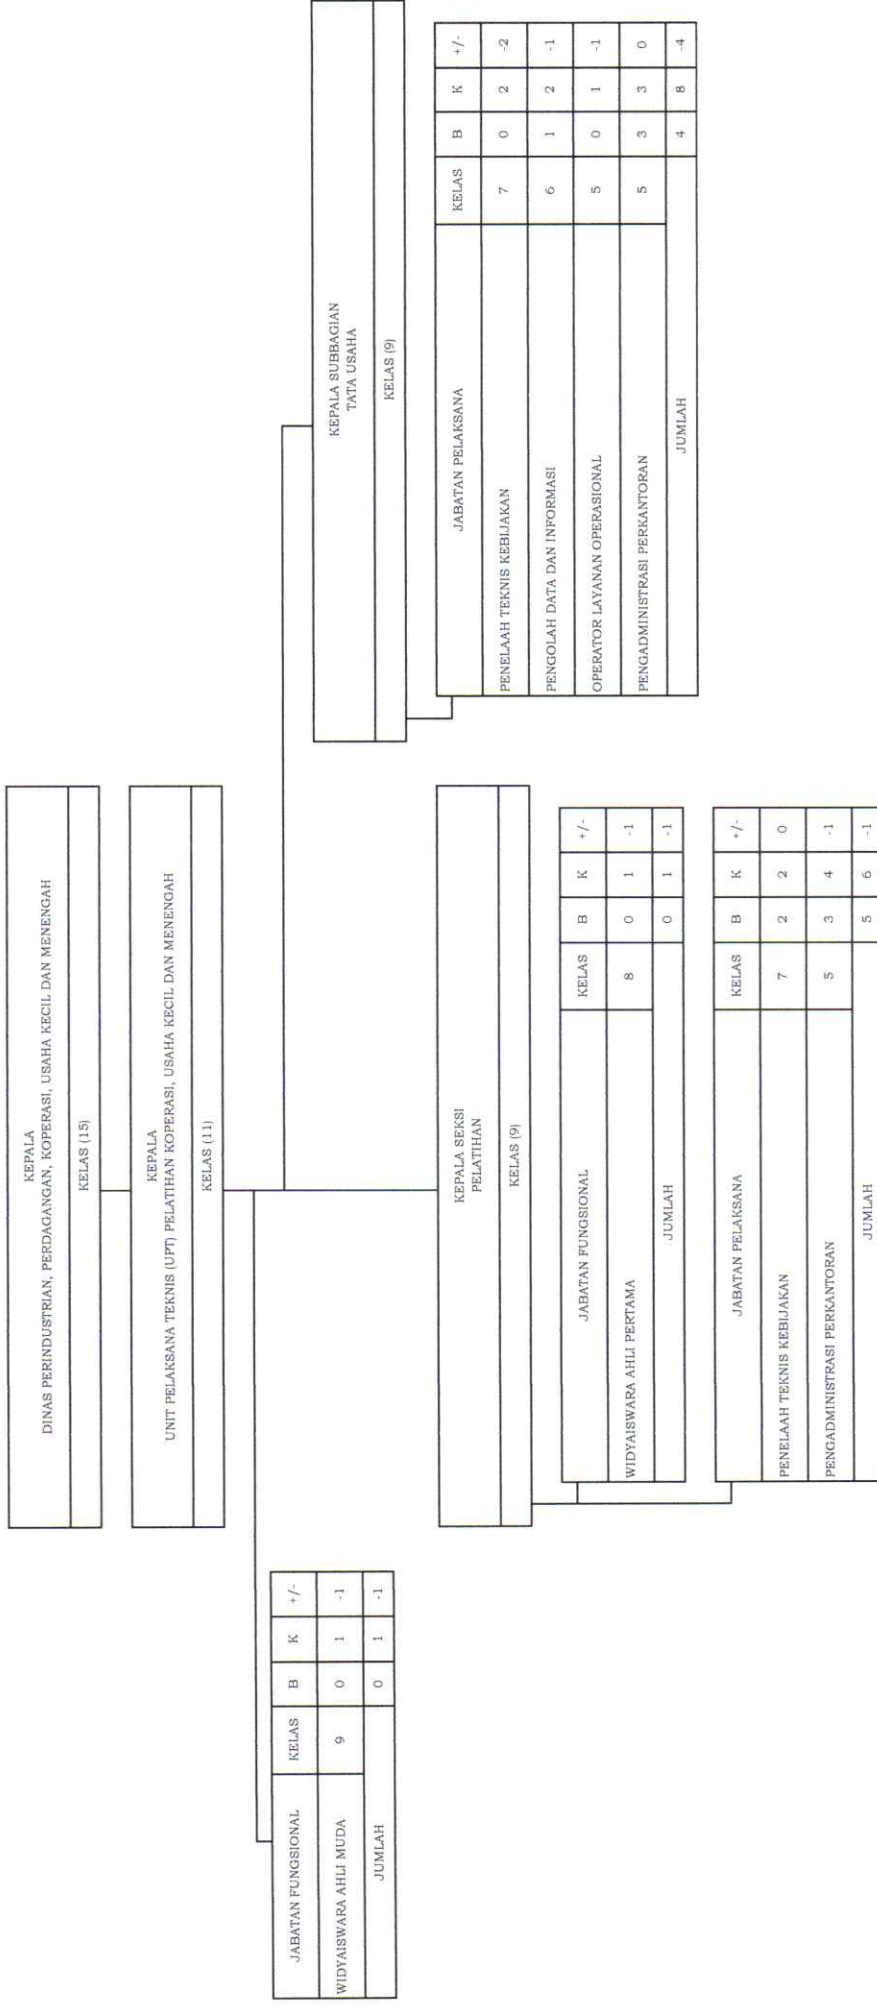 KEPALA
DINAS PERINDUSTRIAN, PERDAGANGAN, KOPERASI, USAHA KECIL DAN MENENGAH
KELAS (15)
KEPALA
UNIT PELAKSANA TEKNIS (UPT) PELATIHAN KOPERASI, USAHA KECIL DAN MENENGAH
KELAS (11)
JABATAN FUNGSIONAL KELAS B K +/-
WIDYAISWARA AHLI MUDA 9 0 1 -1
JUMLAH 0 1 -1
KEPALA SUBBAGIAN
TATA USAHA
KELAS (9)
JABATAN PELAKSANA KELAS B K +/-
PENELAAH TEKNIS KEBIJAKAN 7 0 2 -2
PENGOLAH DATA DAN INFORMASI 6 1 2 -1
OPERATOR LAYANAN OPERASIONAL 5 0 1 -1
PENGADMINISTRASI PERKANTORAN 5 3 3 0
JUMLAH 4 8 -4
KEPALA SEKSI
PELATIHAN
KELAS (9)
JABATAN FUNGSIONAL KELAS B K +/-
WIDYAISWARA AHLI PERTAMA 8 0 1 -1
JUMLAH 0 1 -1
JABATAN PELAKSANA KELAS B K +/-
PENELAAH TEKNIS KEBIJAKAN 7 2 2 0
PENGADMINISTRASI PERKANTORAN 5 3 4 -1
JUMLAH 5 6 -1